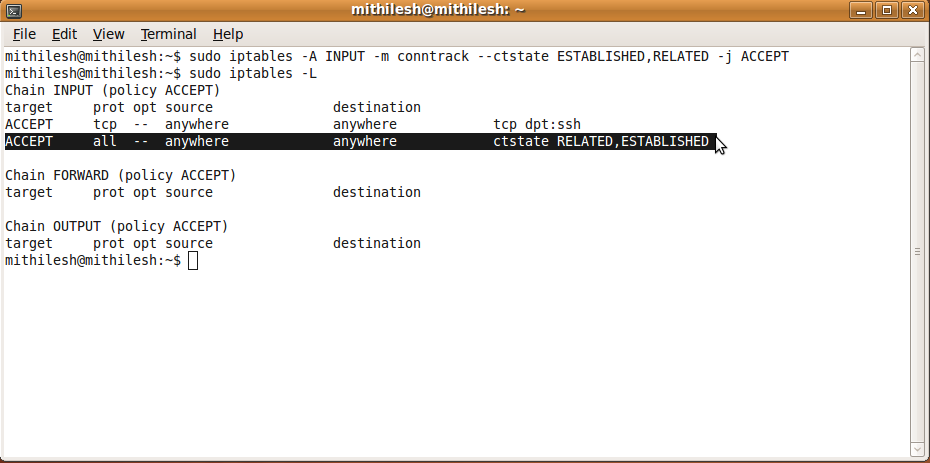 mithilesh@mithilesh: ~
File Edit View Terminal Help
mithilesh@mithilesh:~$ sudo iptables -A INPUT -m conntrack --ctstate ESTABLISHED,RELATED -j ACCEPT
mithilesh@mithilesh:~$ sudo iptables -L
Chain INPUT (policy ACCEPT)
target     prot opt source               destination
ACCEPT     tcp  --  anywhere             anywhere            tcp dpt:ssh
ACCEPT     all  --  anywhere             anywhere            ctstate RELATED,ESTABLISHED
Chain FORWARD (policy ACCEPT)
target     prot opt source               destination
Chain OUTPUT (policy ACCEPT)
target     prot opt source               destination
mithilesh@mithilesh:~$